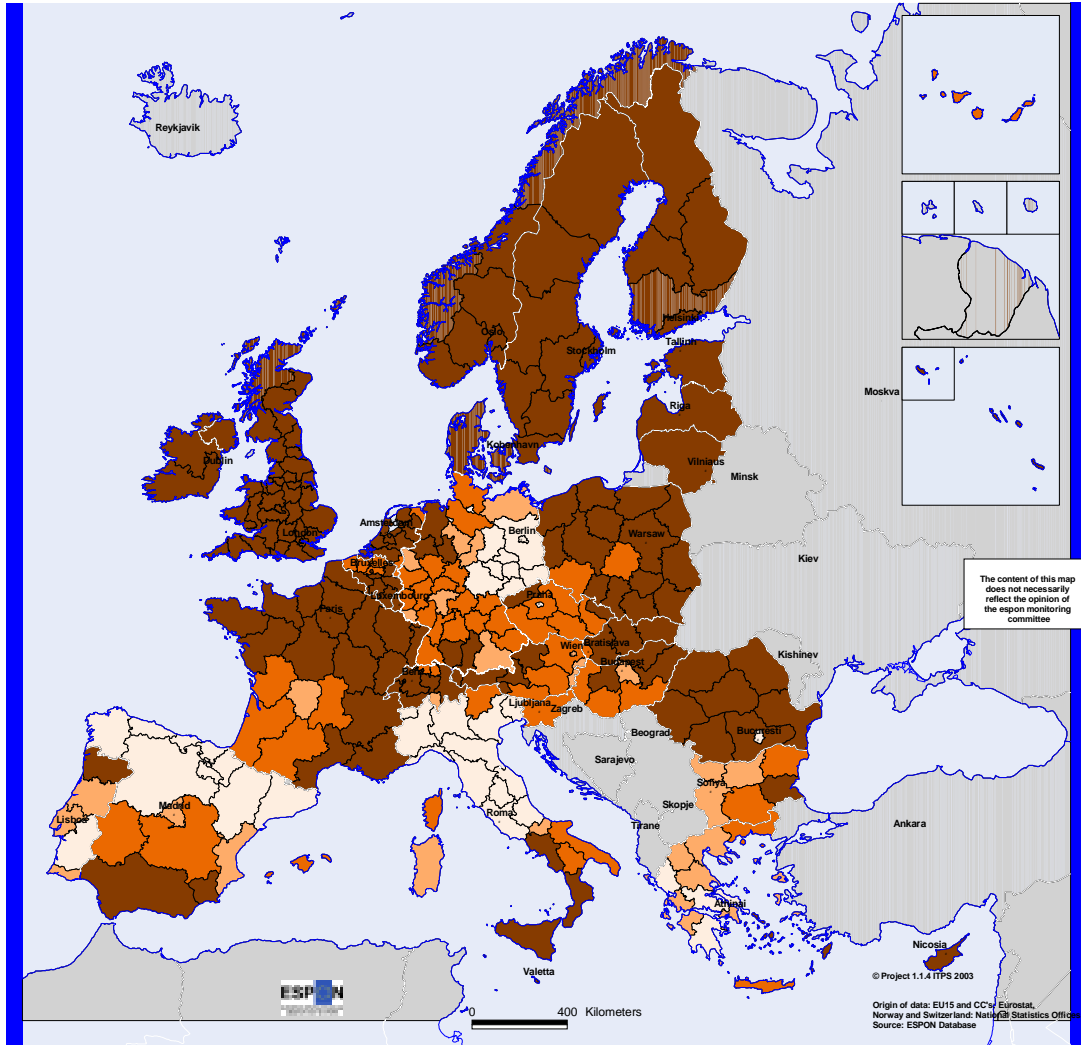 Reykjavik
Helsinki
Oslo
Tallinn
Stockholm
Moskva
Riga
Kobenhavn
Dublin
Vilniaus
Minsk
Amsterdam
Berlin
London
Warsaw
Kiev
Bruxelles
The content of this map
does not necessarily
reflect the opinion of
the espon monitoring
committee
Luxembourg
Praha
Paris
Wien
Bratislava
Kishinev
Budapest
Bern
Ljubljana
Zagreb
Beograd
Bucuresti
Sarajevo
Sofiya
Madrid
Skopje
Roma
Lisboa
Tirane
Ankara
Athinai
Nicosia
Valetta
© Project 1.1.4 ITPS 2003
ESPON
0 400 Kilometers
Origin of data: EU15 and CC's: Eurostat,
Norway and Switzerland: National Statistics Offices
Source: ESPON Database